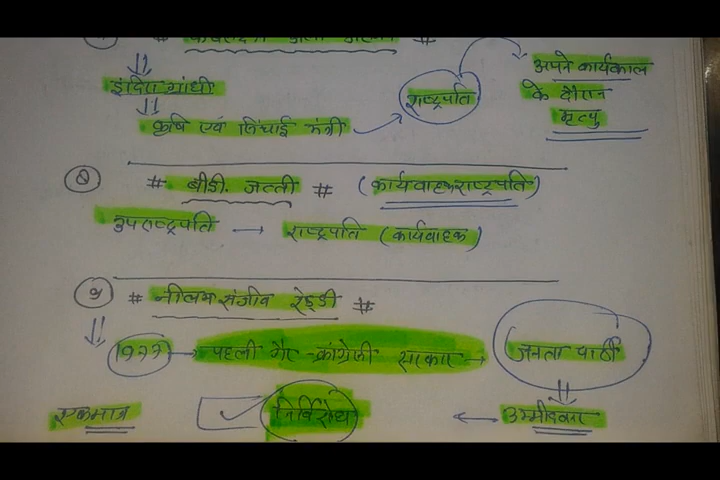 #
इंदिरा गांधी
कृषि एवं सिंचाई मंत्री
राष्ट्रपति
अपने कार्यकाल
के दौरान
मृत्यु
8 # बीडी. जत्ती # (कार्यवाहक राष्ट्रपति)
उपराष्ट्रपति → राष्ट्रपति (कार्यवाहक)
9 # नीलम संजीव रेड्डी #
1977 → पहली गैर - कांग्रेसी सरकार → जनता पार्टी
एकमात्र निर्विरोध ← उम्मीदवार